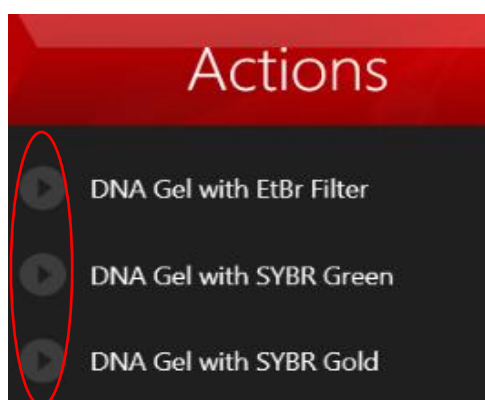 Actions
DNA Gel with EtBr Filter
DNA Gel with SYBR Green
DNA Gel with SYBR Gold